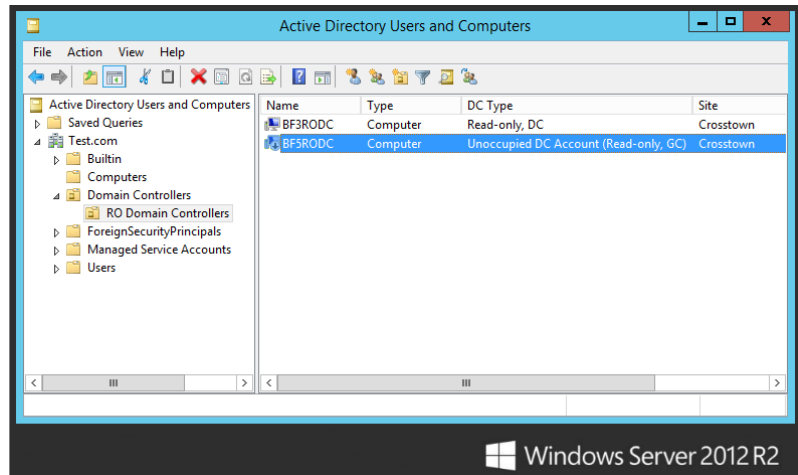 Active Directory Users and Computers
File Action View Help
Active Directory Users and Computers
Saved Queries
Test.com
Builtin
Computers
Domain Controllers
RO Domain Controllers
ForeignSecurityPrincipals
Managed Service Accounts
Users
Name Type DC Type Site
BF3RODC Computer Read-only, DC Crosstown
BF5RODC Computer Unoccupied DC Account (Read-only, GC) Crosstown
Windows Server 2012 R2